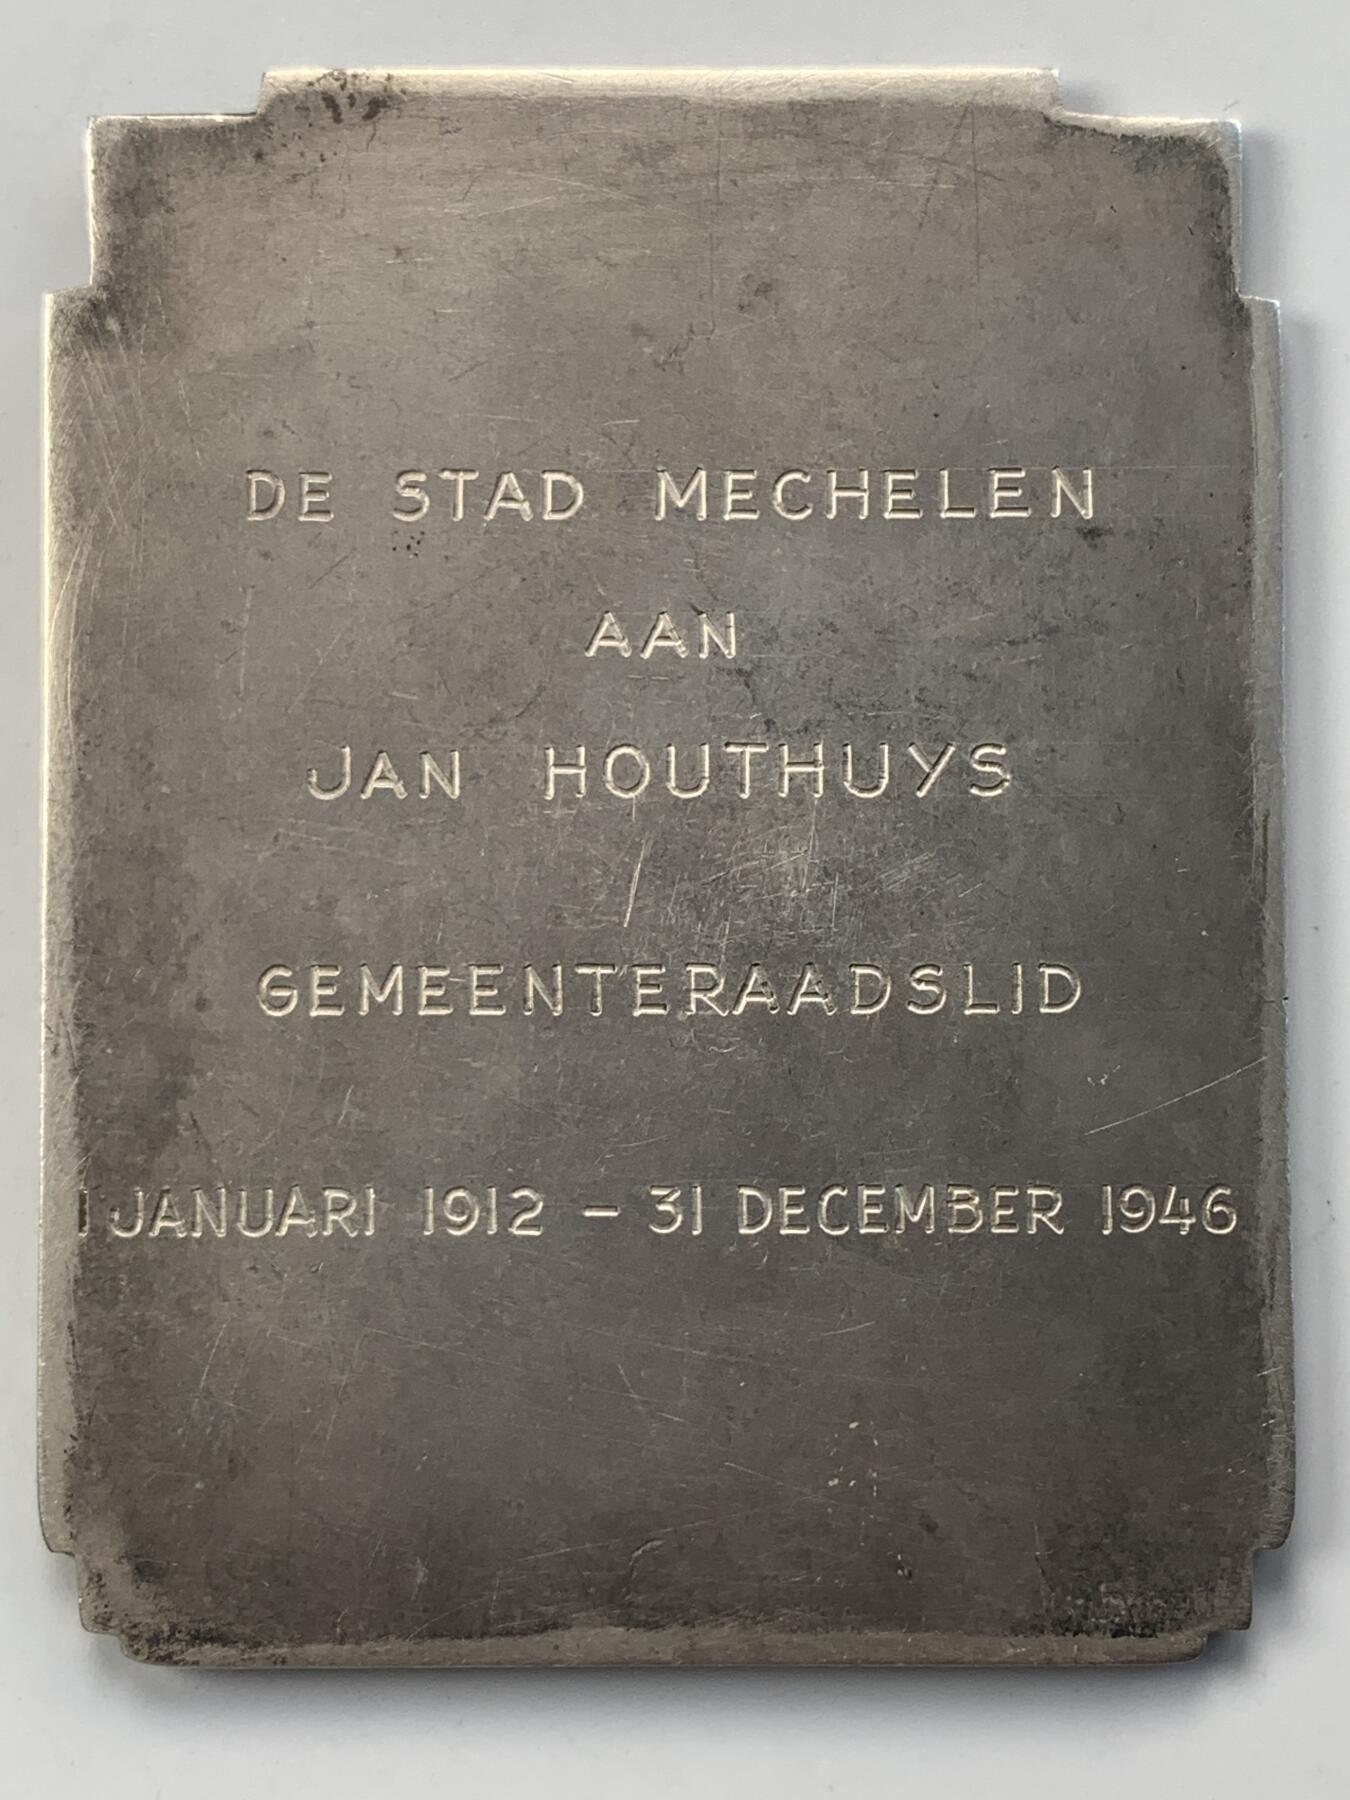 DE STAD MECHELEN
AAN
JAN HOUTHUYS
GEMEENTERAADSLID
1 JANUARI 1912 – 31 DECEMBER 1946